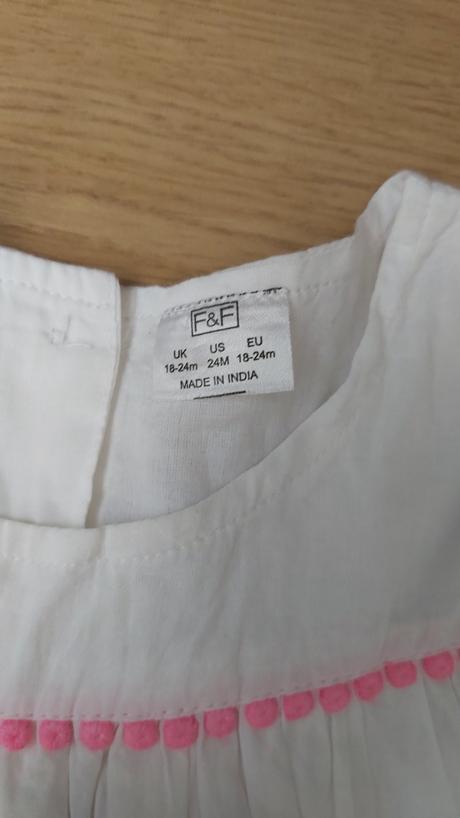 F&F
UK US EU
18-24m 24M 18-24m
MADE IN INDIA